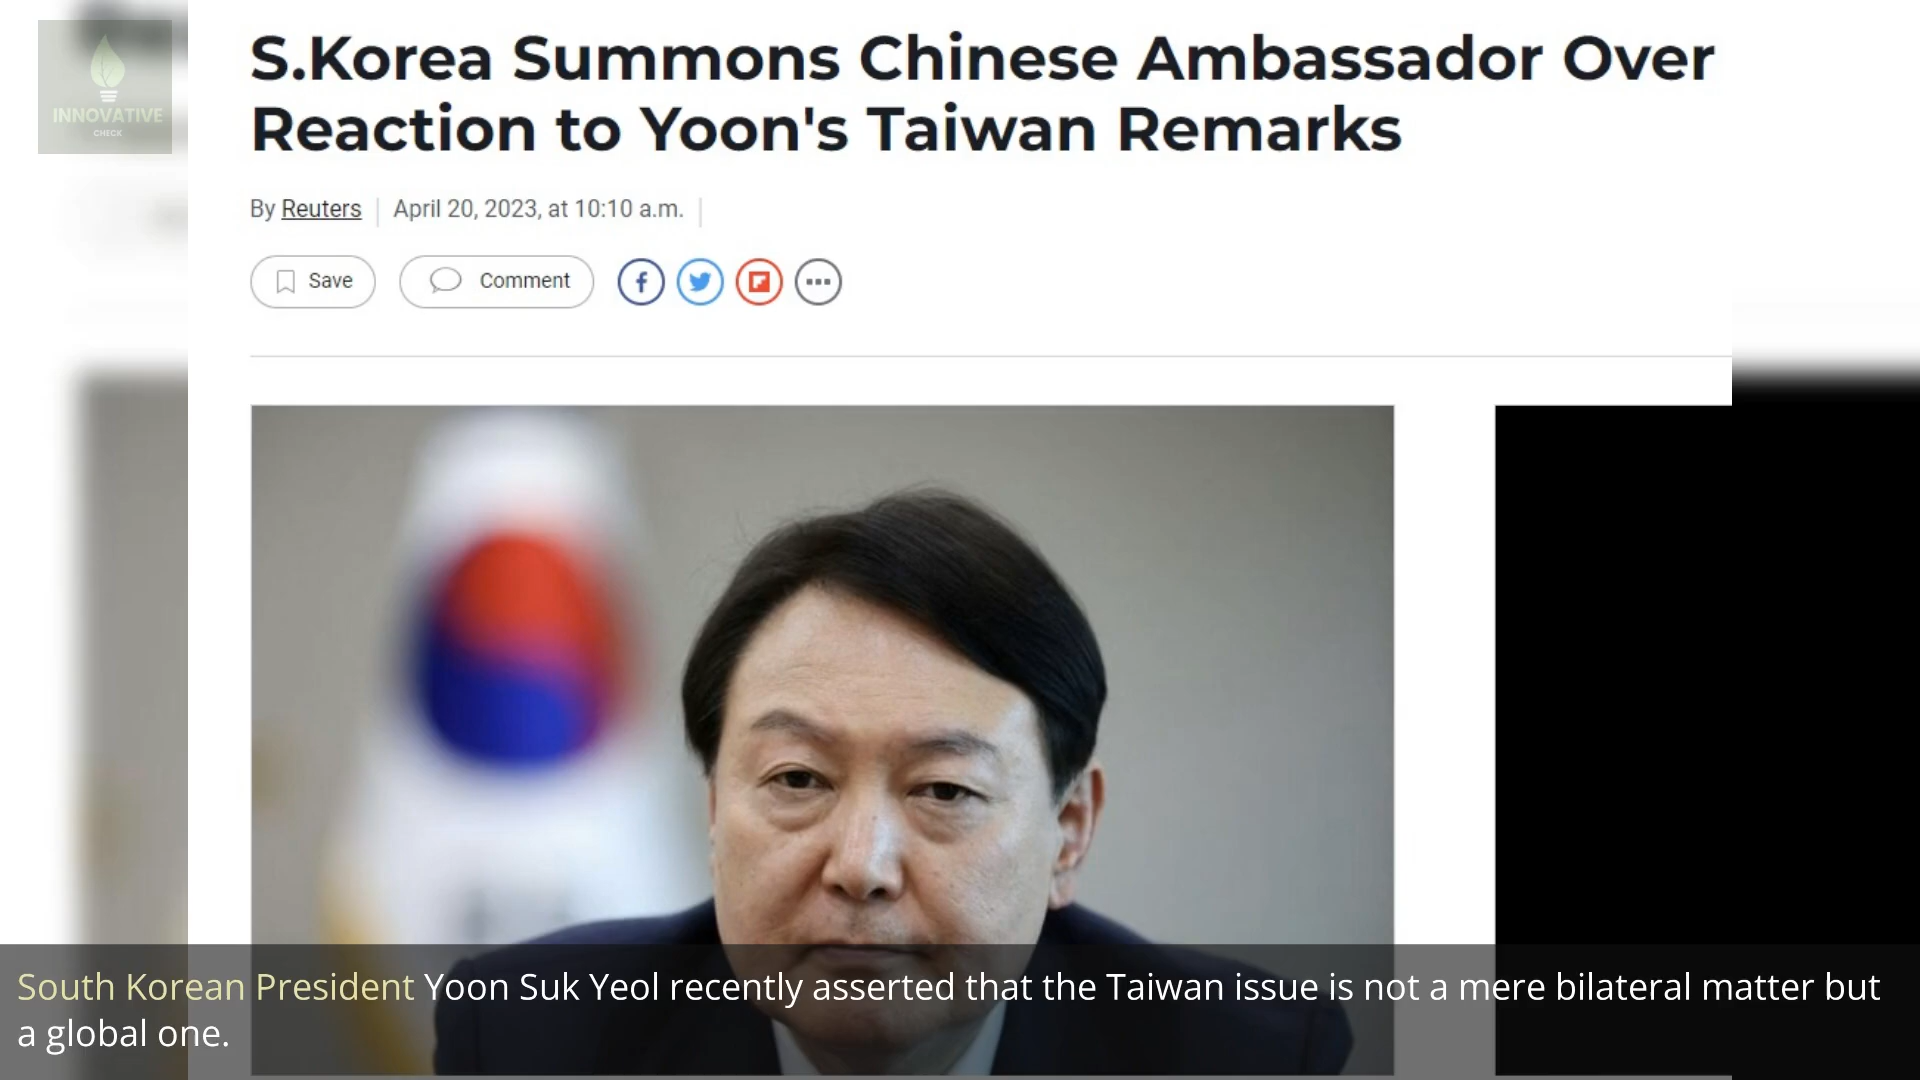 INNOVATIVE
CHECK
S.Korea Summons Chinese Ambassador Over
Reaction to Yoon's Taiwan Remarks
By Reuters
April 20, 2023, at 10:10 a.m.
Save
Comment
South Korean President Yoon Suk Yeol recently asserted that the Taiwan issue is not a mere bilateral matter but
a global one.